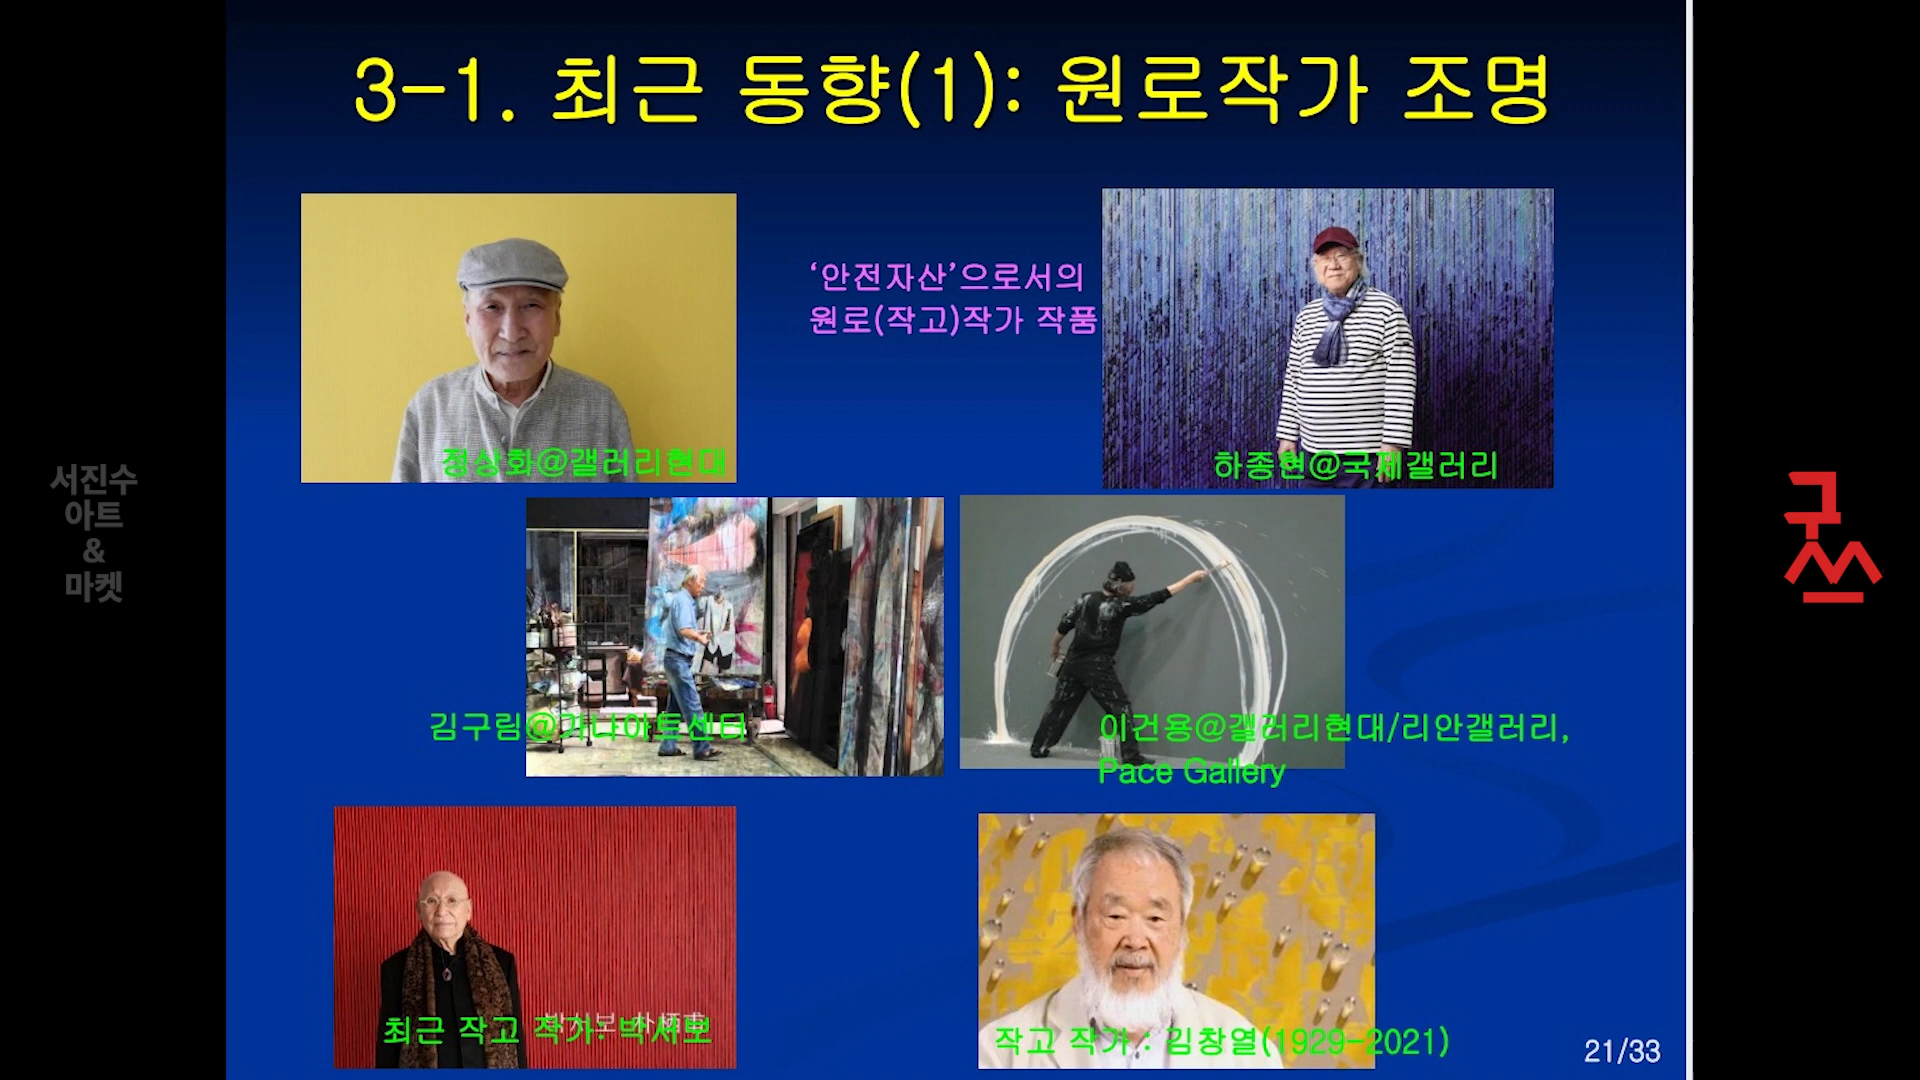 3-1. 최근 동향(1): 원로작가 조명
'안전자산'으로서의
원로(작고)작가 작품
정상화@갤러리현대
하종현@국제갤러리
서진수
아트
&
마켓
구쓰
김구림@가나아트센터
이건용@갤러리현대/리안갤러리,
Pace Gallery
최근 작고 작가: 박서보
작고 작가 : 김창열(1929-2021)
21/33